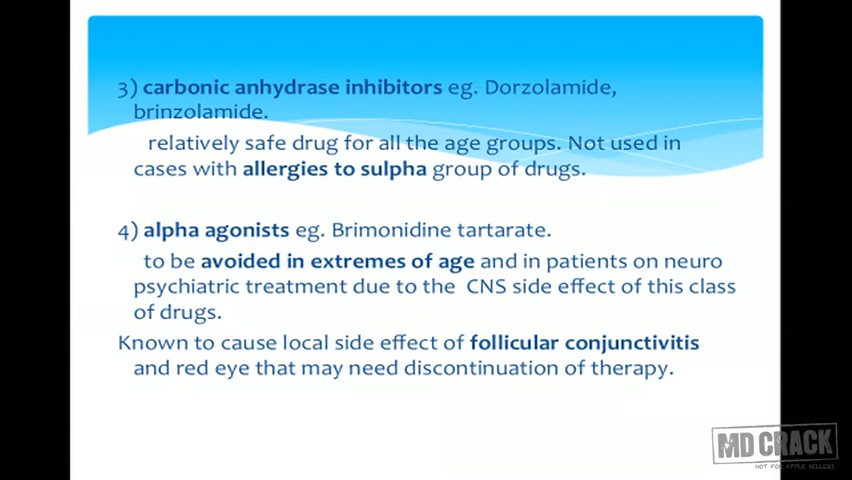 3) carbonic anhydrase inhibitors eg. Dorzolamide,
brinzolamide.
relatively safe drug for all the age groups. Not used in
cases with allergies to sulpha group of drugs.
4) alpha agonists eg. Brimonidine tartarate.
to be avoided in extremes of age and in patients on neuro
psychiatric treatment due to the CNS side effect of this class
of drugs.
Known to cause local side effect of follicular conjunctivitis
and red eye that may need discontinuation of therapy.
MD CRACK
NOT FOR APPLE SELLERS